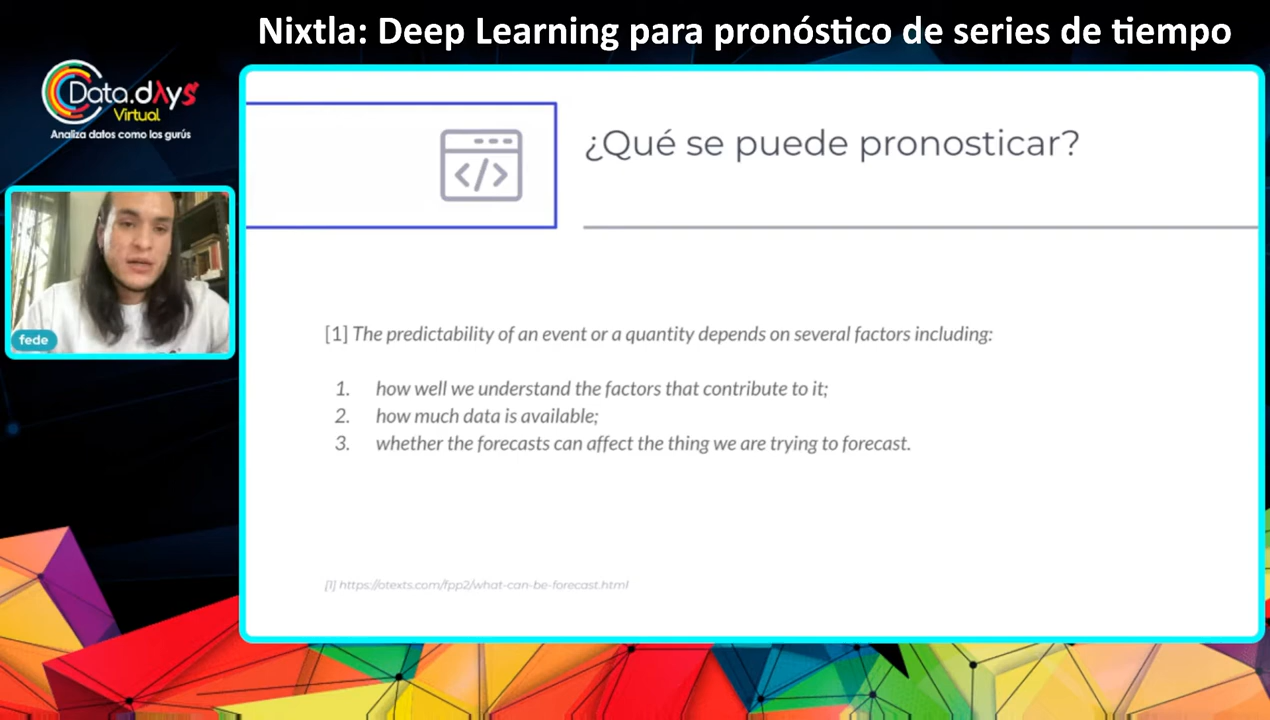 Nixtla: Deep Learning para pronóstico de series de tiempo
Data.dλys
Virtual
Analiza datos como los gurús
fede
</>
¿Qué se puede pronosticar?
[1] The predictability of an event or a quantity depends on several factors including:
1. how well we understand the factors that contribute to it;
2. how much data is available;
3. whether the forecasts can affect the thing we are trying to forecast.
[1] https://otexts.com/fpp2/what-can-be-forecast.html